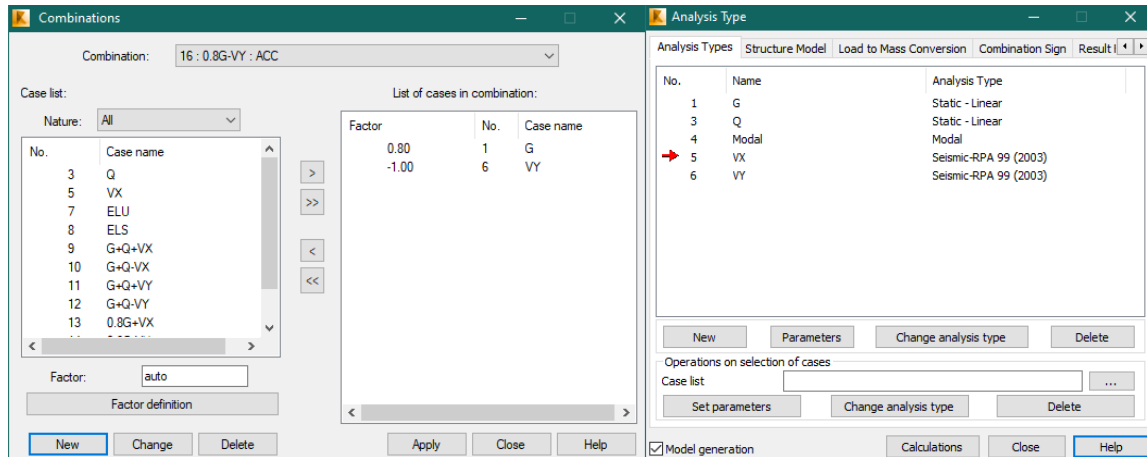 Combinations
Combination: 16 : 0.8G-VY : ACC
Case list:
List of cases in combination:
Nature: All
No. Case name
3 Q
5 VX
7 ELU
8 ELS
9 G+Q+VX
10 G+Q-VX
11 G+Q+VY
12 G+Q-VY
13 0.8G+VX
>
>>
<
<<
Factor No. Case name
0.80 1 G
-1.00 6 VY
Factor: auto
Factor definition
New Change Delete
Apply Close Help
Analysis Type
Analysis Types Structure Model Load to Mass Conversion Combination Sign Result
No. Name Analysis Type
1 G Static - Linear
3 Q Static - Linear
4 Modal Modal
5 VX Seismic-RPA 99 (2003)
6 VY Seismic-RPA 99 (2003)
New Parameters Change analysis type Delete
Operations on selection of cases
Case list ...
Set parameters Change analysis type Delete
Model generation
Calculations Close Help